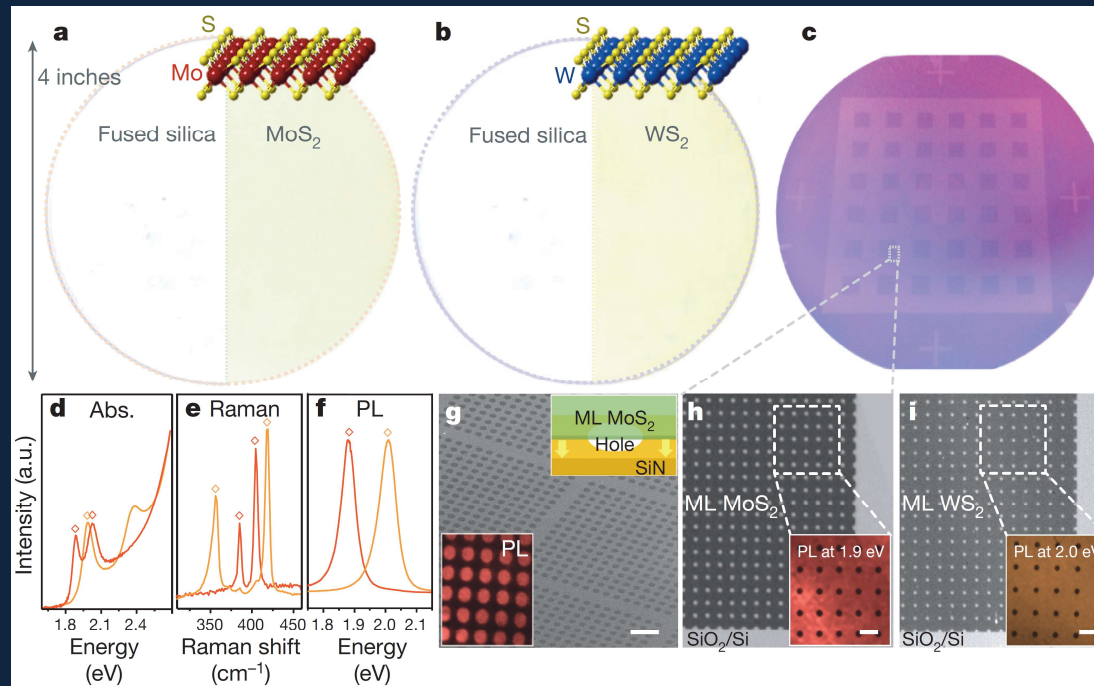 a
S
Mo
4 inches
Fused silica
MoS₂
b
S
W
Fused silica
WS₂
c
d
Abs.
Intensity (a.u.)
1.8 2.1 2.4
Energy
(eV)
e
Raman
350 400 450
Raman shift
(cm⁻¹)
f
PL
1.8 1.9 2.0 2.1
Energy
(eV)
g
ML MoS₂
Hole
SiN
PL
h
ML MoS₂
PL at 1.9 eV
SiO₂/Si
i
ML WS₂
PL at 2.0 eV
SiO₂/Si